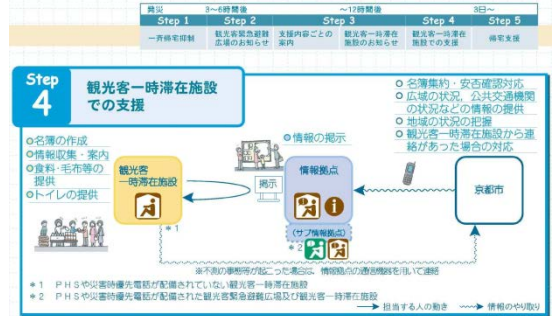 発災
3～6時間後
～12時間後
3日～
Step 1
Step 2
Step 3
Step 4
Step 5
一斉帰宅抑制
観光客緊急避難
広場のお知らせ
支援内容ごとの
案内
観光客一時滞在
施設のお知らせ
観光客一時滞在
施設での支援
帰宅支援
Step
4
観光客一時滞在施設
での支援
○名簿の作成
○情報収集・案内
○食料・毛布等の
提供
○トイレの提供
観光客
一時滞在施設
＊1
○情報の掲示
掲示
情報拠点
（サブ情報拠点）
＊2
○ 名簿集約・安否確認対応
○ 広域の状況，公共交通機関
の状況などの情報の提供
○ 地域の状況の把握
○ 観光客一時滞在施設から連
絡があった場合の対応
京都市
※不測の事態等が起こった場合は，情報拠点の通信機器を用いて連絡
＊1　ＰＨＳや災害時優先電話が配備されていない観光客一時滞在施設
＊2　ＰＨＳや災害時優先電話が配備された観光客緊急避難広場及び観光客一時滞在施設
担当する人の動き
情報のやり取り